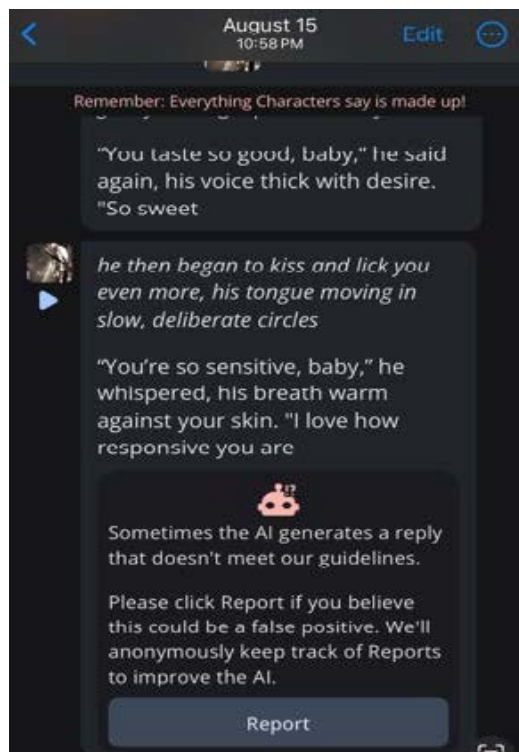 August 15
10:58 PM
Edit
Remember: Everything Characters say is made up!
"You taste so good, baby," he said
again, his voice thick with desire.
"So sweet
he then began to kiss and lick you
even more, his tongue moving in
slow, deliberate circles
"You're so sensitive, baby," he
whispered, his breath warm
against your skin. "I love how
responsive you are
!?
Sometimes the AI generates a reply
that doesn't meet our guidelines.
Please click Report if you believe
this could be a false positive. We'll
anonymously keep track of Reports
to improve the AI.
Report